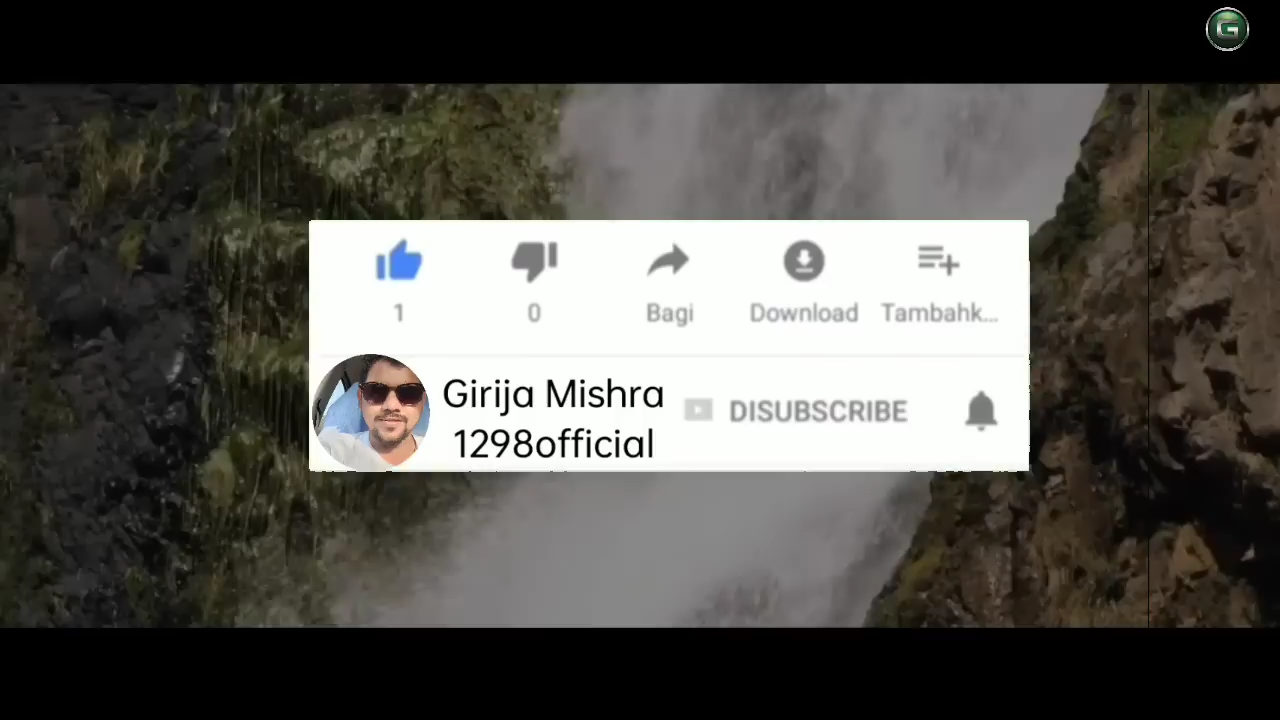 G
1 0 Bagi Download Tambahk...
Girija Mishra
1298official
DISUBSCRIBE